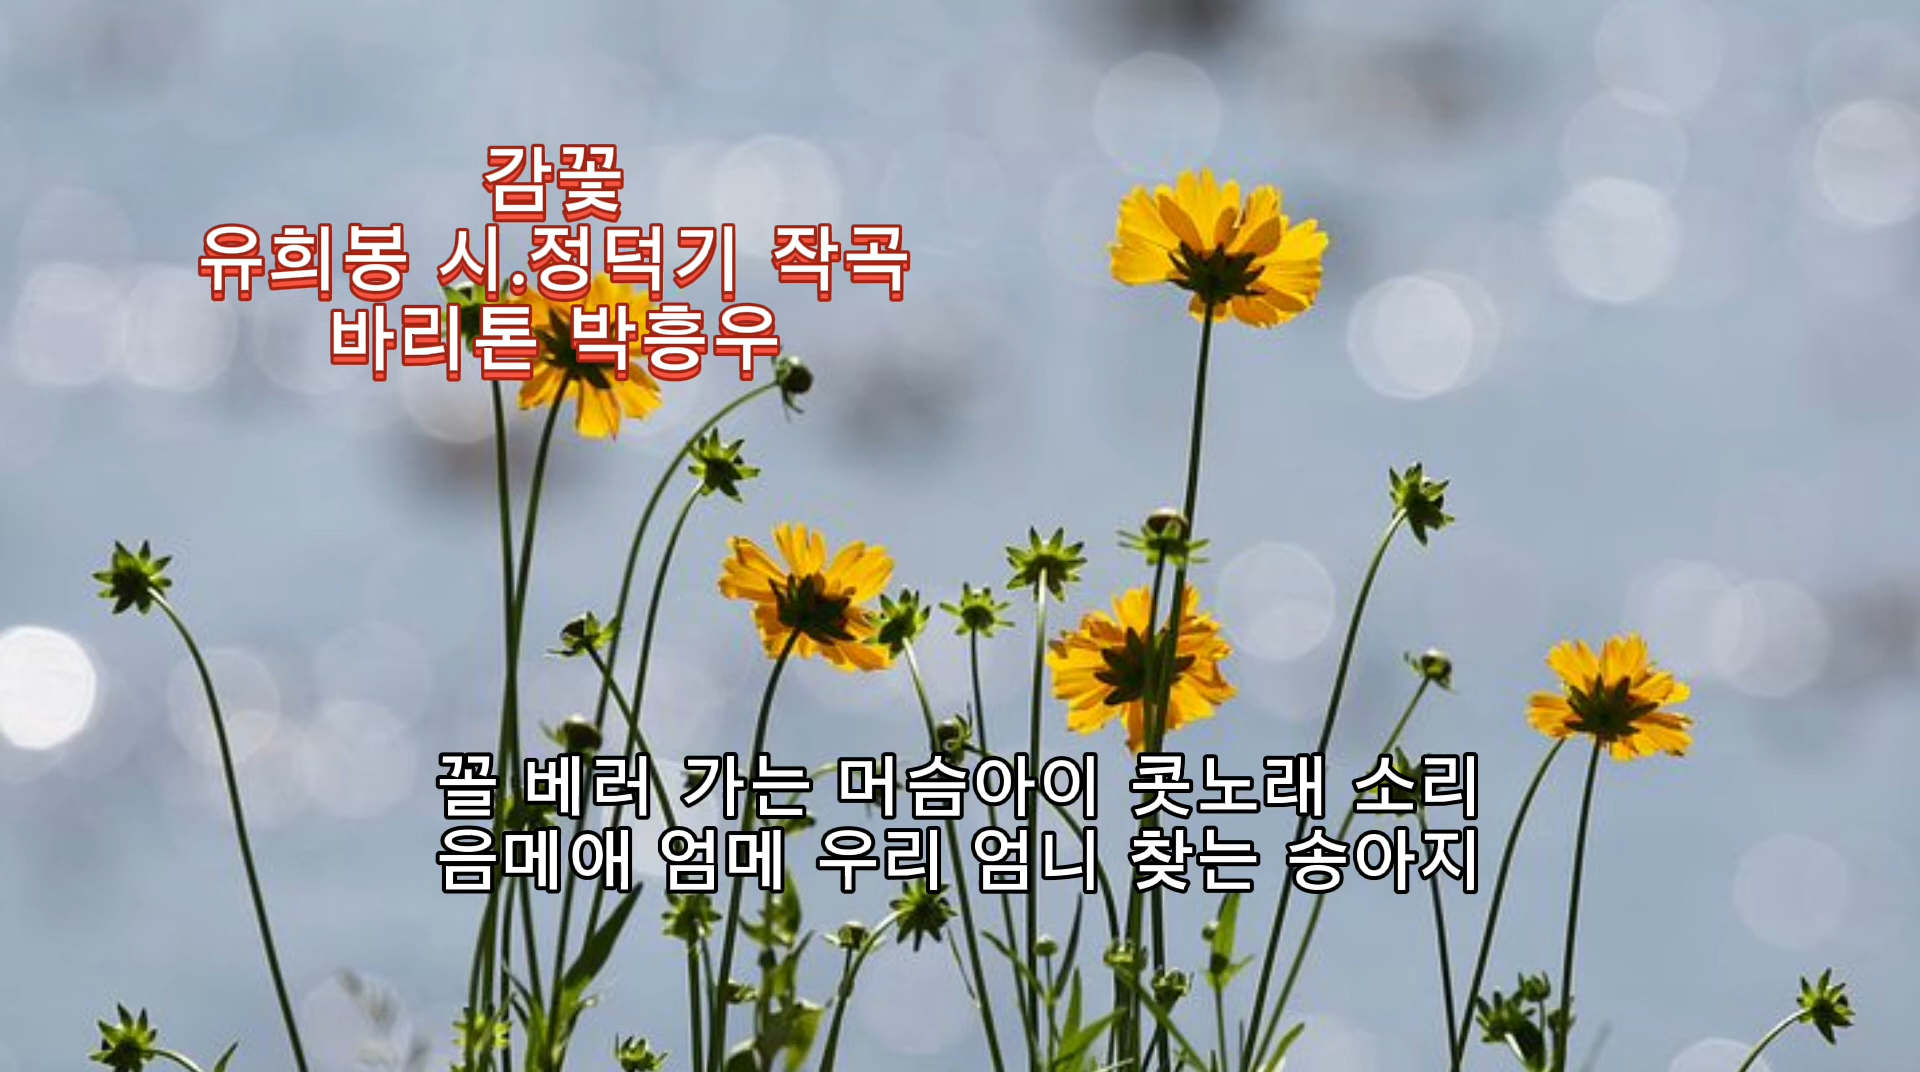 감꽃
유희봉 시.정덕기 작곡
바리톤 박흥우
꼴 베러 가는 머슴아이 콧노래 소리
음메애 엄메 우리 엄니 찾는 송아지